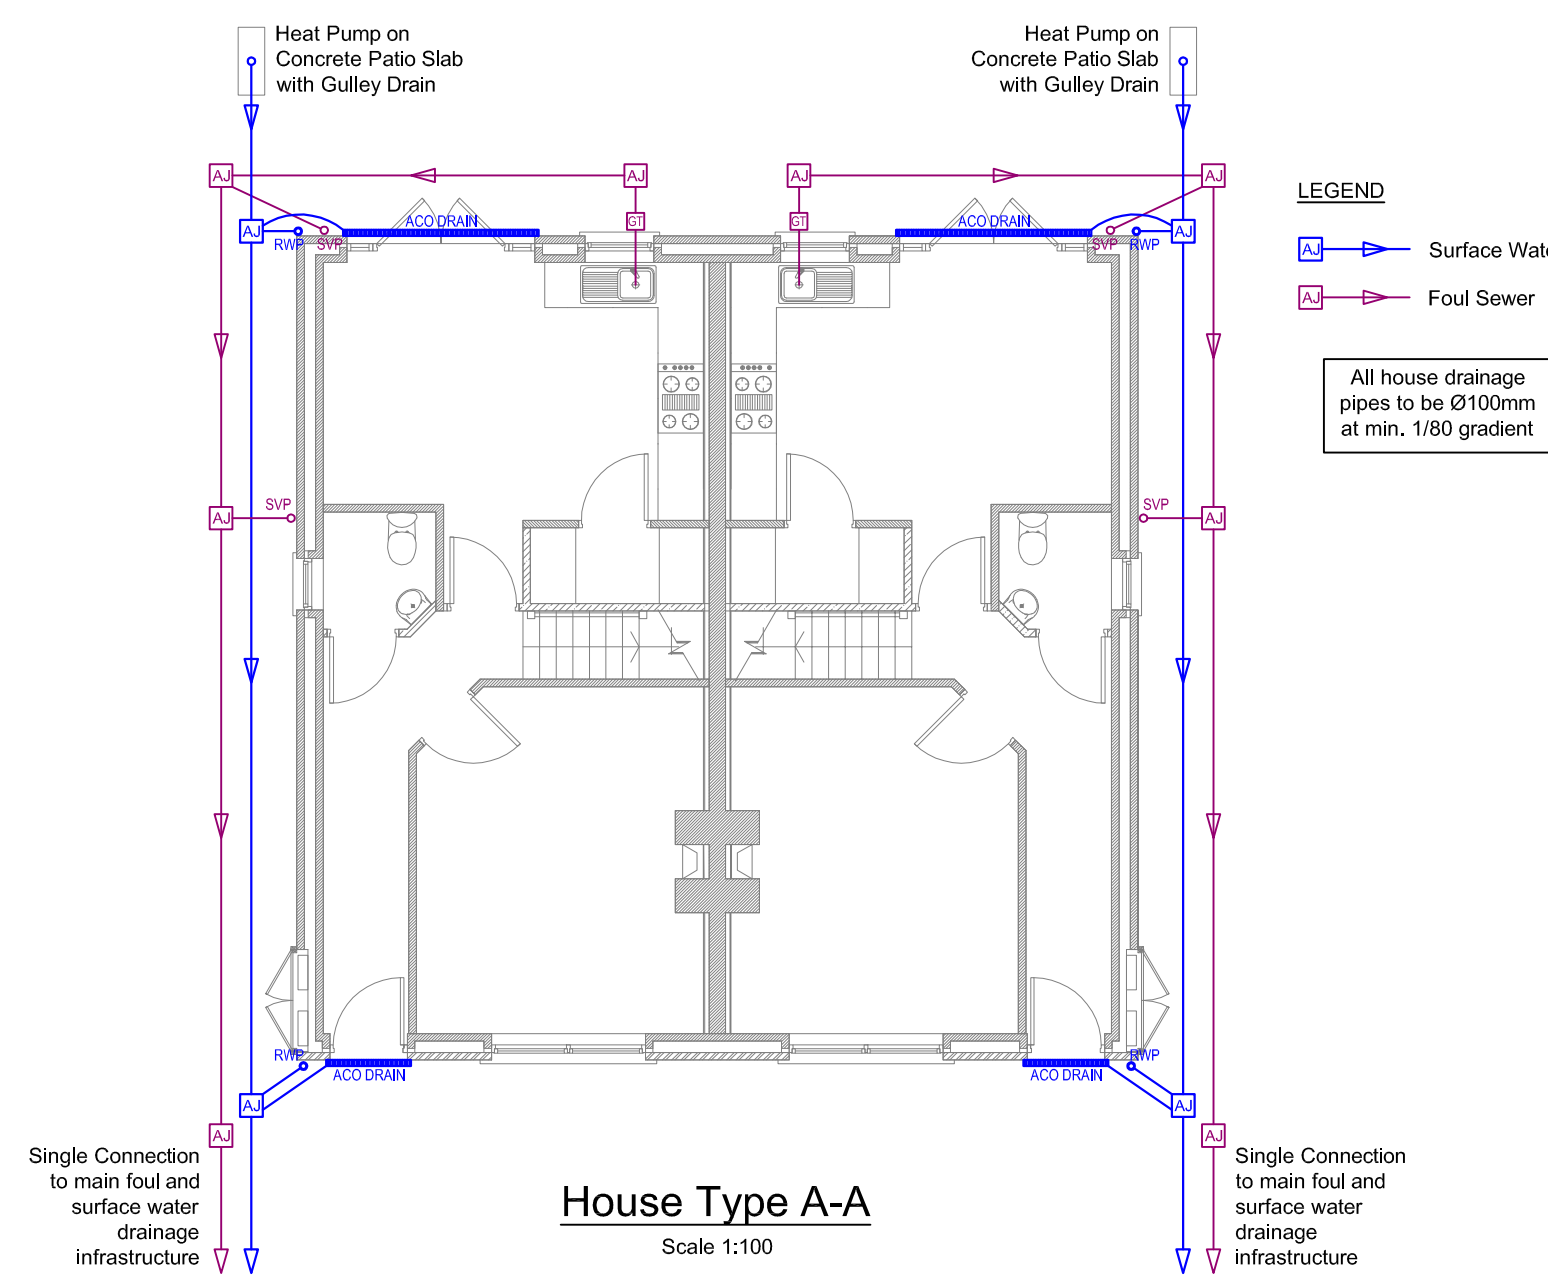 Heat Pump on
Concrete Patio Slab
with Gulley Drain
Heat Pump on
Concrete Patio Slab
with Gulley Drain
AJ
AJ
AJ
AJ
LEGEND
AJ
RWP
SVP
ACO DRAIN
GT
GT
ACO DRAIN
SVP
RWP
AJ
AJ
Surface
AJ
Foul Sewer
All house drainage
pipes to be Ø100mm
at min. 1/80 gradient
AJ
SVP
SVP
AJ
RWP
ACO DRAIN
ACO DRAIN
RWP
AJ
AJ
AJ
AJ
Single Connection
to main foul and
surface water
drainage
infrastructure
Single Connection
to main foul and
surface water
drainage
infrastructure
House Type A-A
Scale 1:100